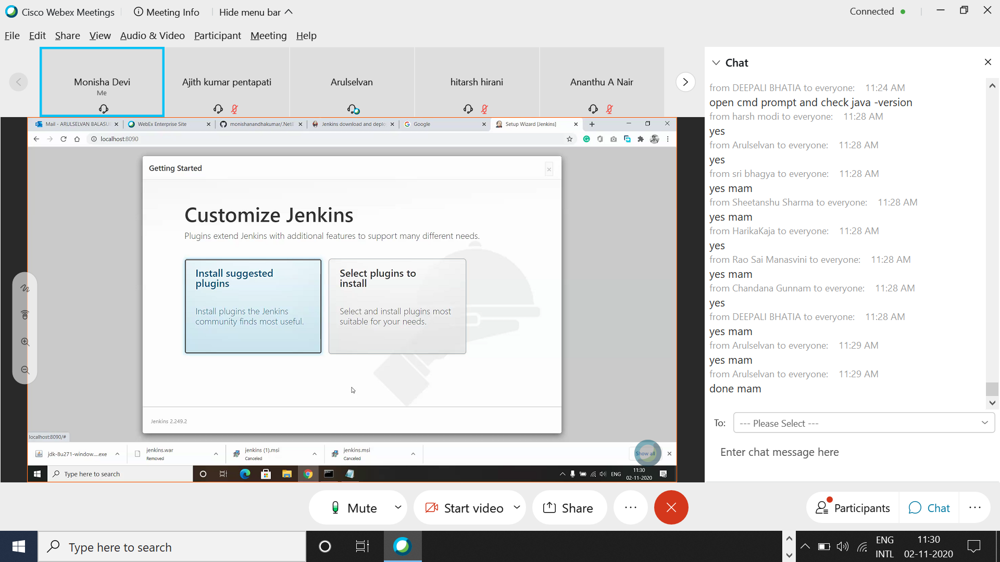 Cisco Webex Meetings
Meeting Info
Hide menu bar
Connected
File Edit Share View Audio & Video Participant Meeting Help
Monisha Devi
Me
Ajith kumar pentapati
Arulselvan
hitarsh hirani
Ananthu A Nair
Mail - ARULSELVAN BALASU
WebEx Enterprise Site
monishanandhakumar/.Net8
Jenkins download and deplo
Google
Setup Wizard [Jenkins]
localhost:8090
Getting Started
Customize Jenkins
Plugins extend Jenkins with additional features to support many different needs.
Install suggested
plugins
Install plugins the Jenkins
community finds most useful.
Select plugins to
install
Select and install plugins most
suitable for your needs.
Jenkins 2.249.2
localhost:8090/#
jdk-8u271-window....exe
jenkins.war
Removed
jenkins (1).msi
Canceled
jenkins.msi
Canceled
Show all
Type here to search
ENG
11:30
02-11-2020
Chat
from DEEPALI BHATIA to everyone: 11:24 AM
open cmd prompt and check java -version
from harsh modi to everyone: 11:28 AM
yes
from Arulselvan to everyone: 11:28 AM
yes
from sri bhagya to everyone: 11:28 AM
yes mam
from Sheetanshu Sharma to everyone: 11:28 AM
yes mam
from HarikaKaja to everyone: 11:28 AM
yes
from Rao Sai Manasvini to everyone: 11:28 AM
yes mam
from Chandana Gunnam to everyone: 11:28 AM
yes
from DEEPALI BHATIA to everyone: 11:28 AM
yes mam
from Arulselvan to everyone: 11:29 AM
yes mam
from Arulselvan to everyone: 11:29 AM
done mam
To: --- Please Select ---
Enter chat message here
Mute
Start video
Share
Participants
Chat
Type here to search
ENG
INTL
11:30
02-11-2020